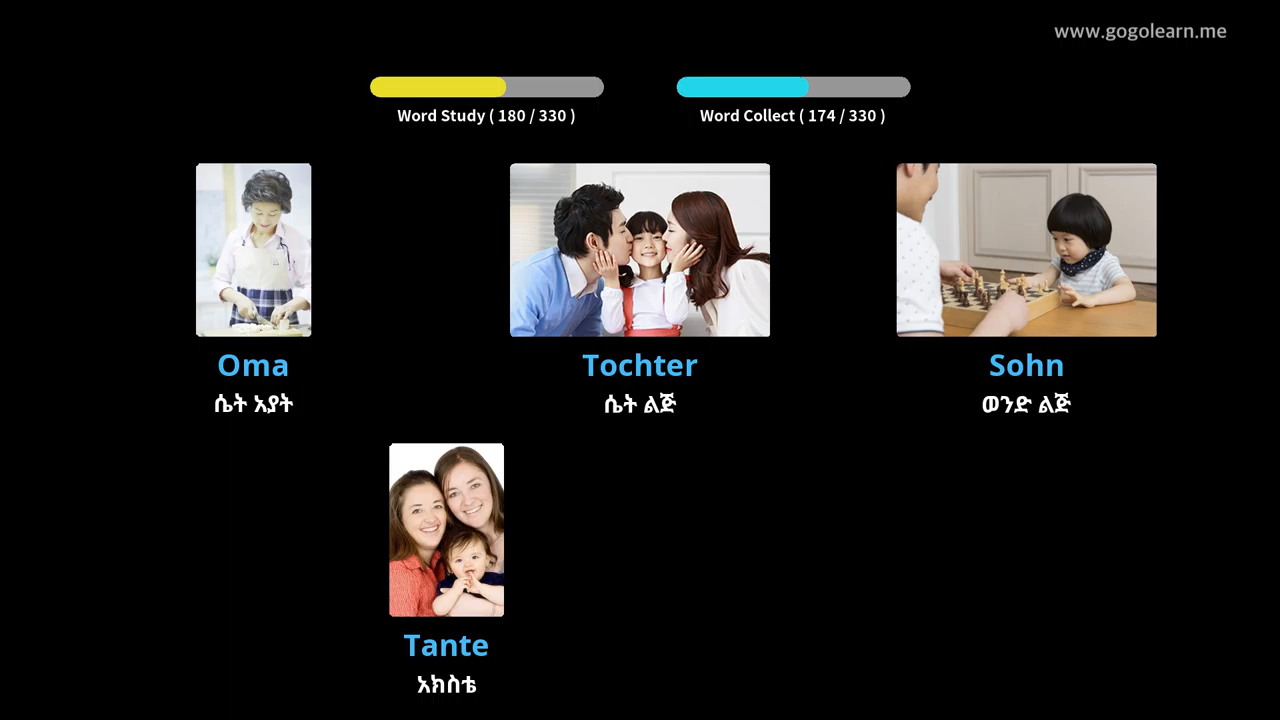 www.gogolearn.me
Word Study ( 180 / 330 )
Word Collect ( 174 / 330 )
Oma
ሴት አያት
Tochter
ሴት ልጅ
Sohn
ወንድ ልጅ
Tante
አክስቴ